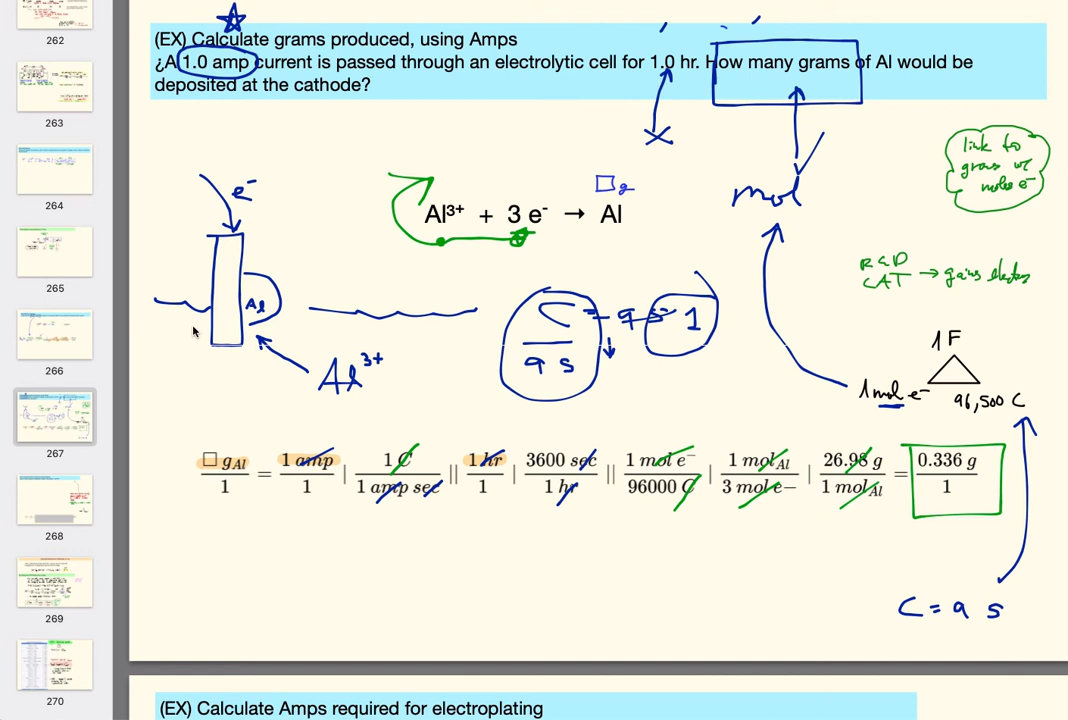 262
263
264
265
266
267
268
269
270
(EX) Calculate grams produced, using Amps
¿A 1.0 amp current is passed through an electrolytic cell for 1.0 hr. How many grams of Al would be
deposited at the cathode?
link to
grams w/
moles e⁻
e⁻
□ g
Al³⁺ + 3 e⁻ → Al
mol
RED
CAT → gains electrons
Al
Al³⁺
C / a s = 1
1 F
1 mol e⁻ 96,500 C
□ gAl / 1 = 1 amp / 1 | 1 C / 1 amp sec || 1 hr / 1 | 3600 sec / 1 hr || 1 mol e⁻ / 96000 C | 1 molAl / 3 mol e− | 26.98 g / 1 molAl = 0.336 g / 1
C = a s
(EX) Calculate Amps required for electroplating